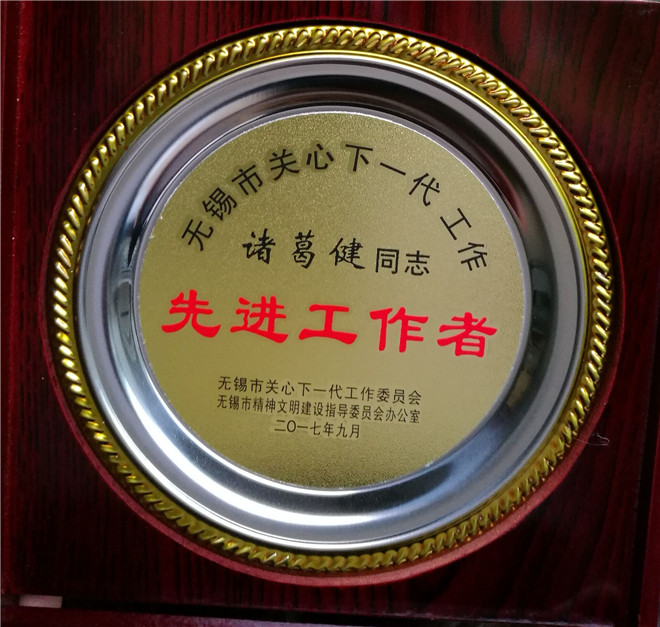 无锡市关心下一代工作
诸葛健同志
先进工作者
无锡市关心下一代工作委员会
无锡市精神文明建设指导委员会办公室
二〇一七年九月